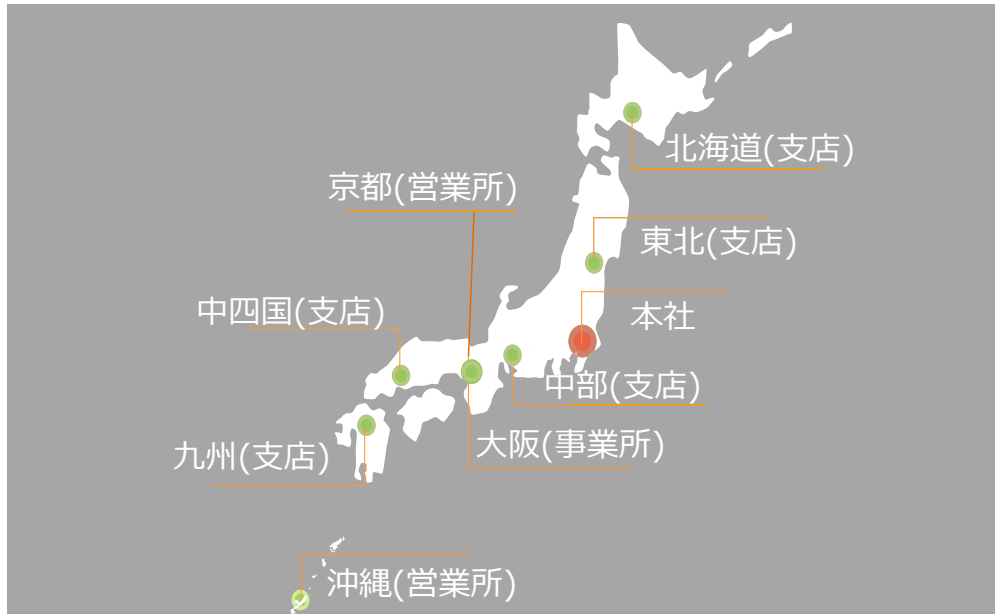 北海道(支店)
京都(営業所)
東北(支店)
中四国(支店)
本社
中部(支店)
大阪(事業所)
九州(支店)
沖縄(営業所)